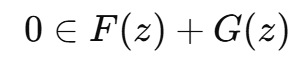 0 ∈ F(z) + G(z)